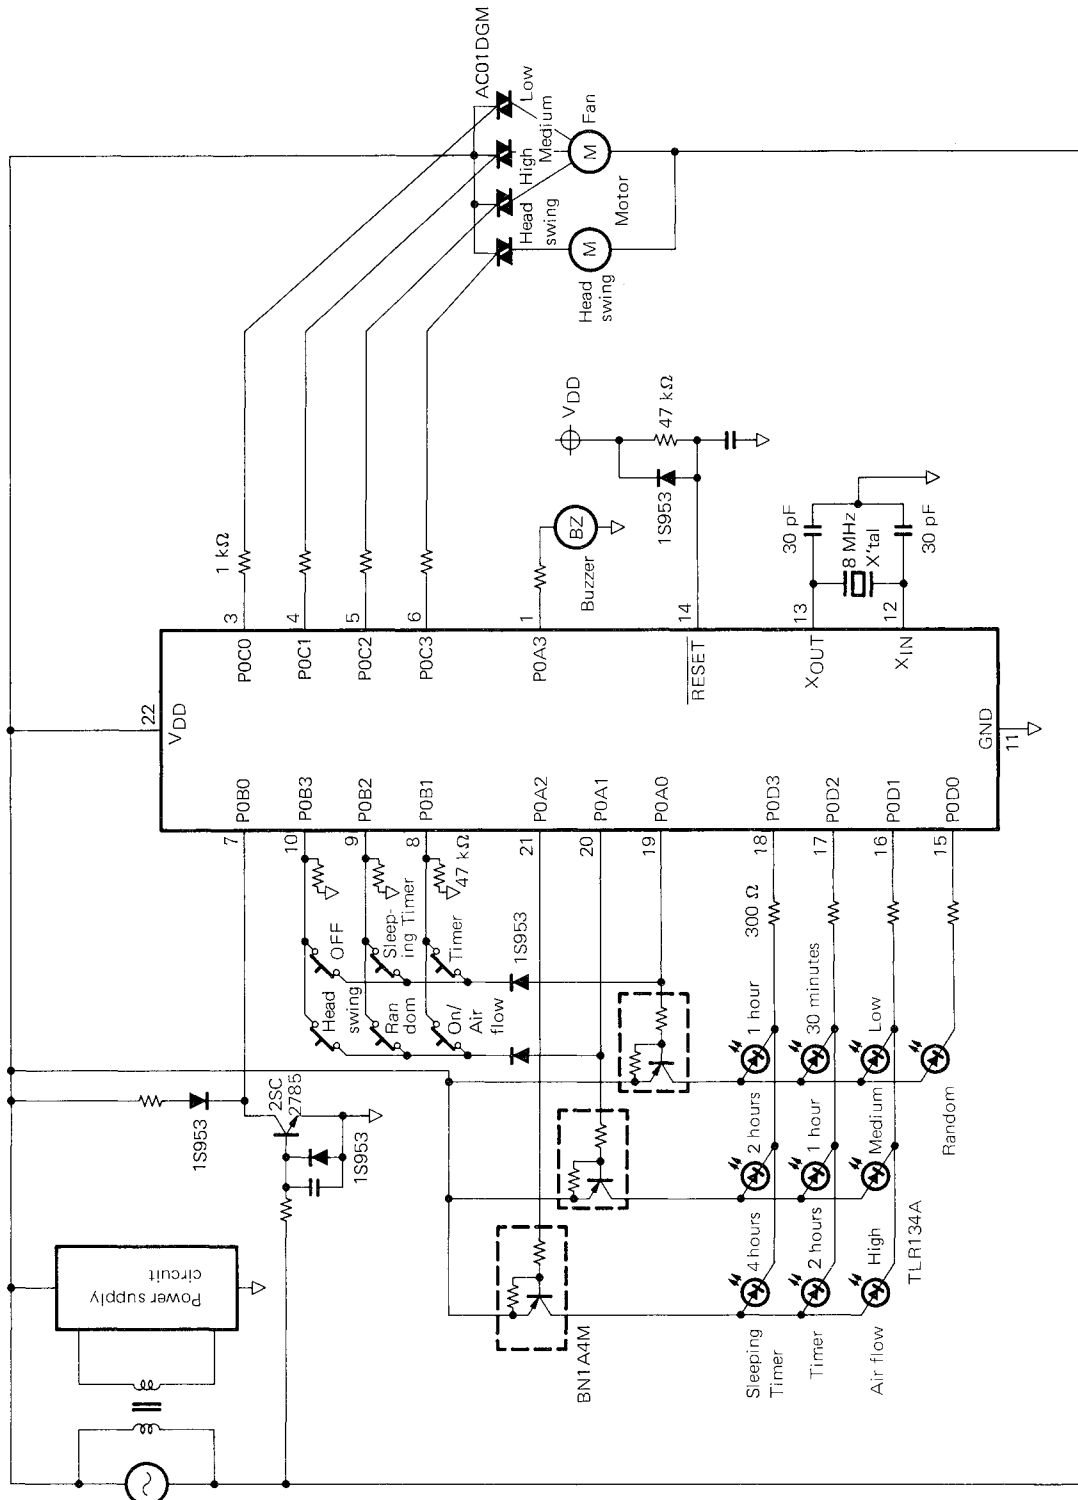 Power supply
circuit
1S953
2SC
2785
1S953
BN1A4M
Head
swing
OFF
Ran
dom
Sleep-
ing Timer
On/
Air
flow
Timer
47 kΩ
1S953
Sleeping
Timer
4 hours
2 hours
1 hour
300 Ω
Timer
2 hours
1 hour
30 minutes
Air flow
High
Medium
Low
TLR134A
Random
7
10
9
8
21
20
19
18
17
16
15
P0B0
P0B3
P0B2
P0B1
P0A2
P0A1
P0A0
P0D3
P0D2
P0D1
P0D0
22
VDD
GND
11
P0C0
P0C1
P0C2
P0C3
P0A3
RESET
XOUT
XIN
3
4
5
6
1
14
13
12
1 kΩ
BZ
Buzzer
1S953
VDD
47 kΩ
30 pF
8 MHz
X'tal
30 pF
AC01DGM
Head
swing
High
Medium
Low
M
M
Head
swing
Motor
Fan